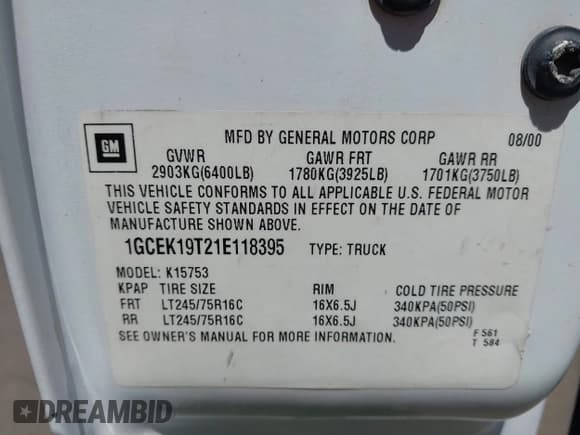 GM
MFD BY GENERAL MOTORS CORP 08/00
GVWR GAWR FRT GAWR RR
2903KG(6400LB) 1780KG(3925LB) 1701KG(3750LB)
THIS VEHICLE CONFORMS TO ALL APPLICABLE U.S. FEDERAL MOTOR
VEHICLE SAFETY STANDARDS IN EFFECT ON THE DATE OF
MANUFACTURE SHOWN ABOVE.
1GCEK19T21E118395 TYPE: TRUCK
MODEL: K15753
KPAP TIRE SIZE RIM COLD TIRE PRESSURE
FRT LT245/75R16C 16X6.5J 340KPA(50PSI)
RR LT245/75R16C 16X6.5J 340KPA(50PSI)
SEE OWNER'S MANUAL FOR MORE INFORMATION. F 561
T 584
DREAMBID